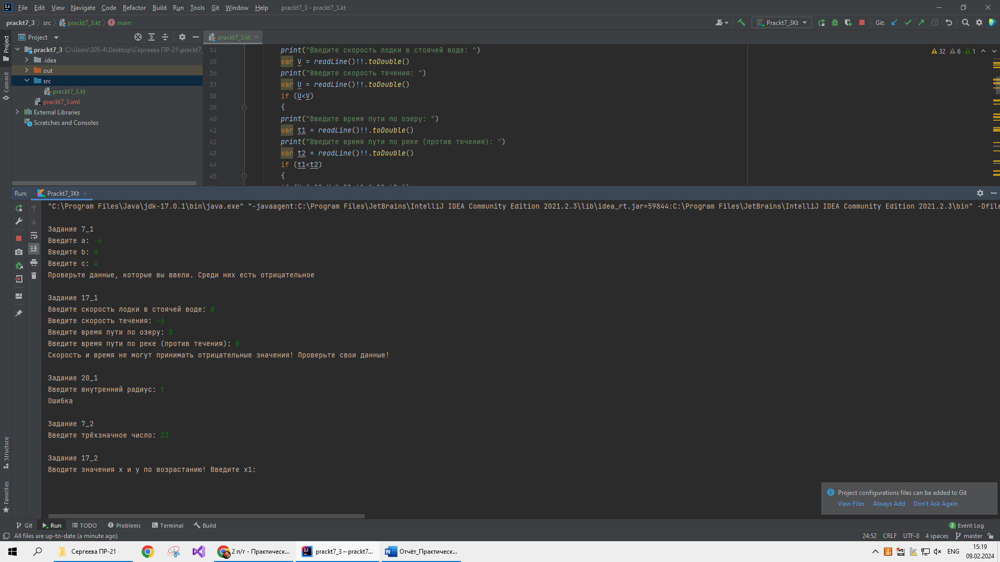 File Edit View Navigate Code Refactor Build Run Tools Git Window Help prackt7_3 - prackt7_3.kt
prackt7_3 src prackt7_3.kt main
Prackt7_3Kt Git:
Project
prackt7_3.kt
prackt7_3 C:\Users\305-4\Desktop\Сергеева ПР-21\prackt7_
.idea
out
src
prackt7_3.kt
prackt7_3.iml
External Libraries
Scratches and Consoles
Project
Commit
Structure
Favorites
32 6 1
34 print("Введите скорость лодки в стоячей воде: ")
35 var V = readLine()!!.toDouble()
36 print("Введите скорость течения: ")
37 var U = readLine()!!.toDouble()
38 if (U<V)
39 {
40 print("Введите время пути по озеру: ")
41 var t1 = readLine()!!.toDouble()
42 print("Введите время пути по реке (против течения): ")
43 var t2 = readLine()!!.toDouble()
44 if (t1<t2)
45 {
Run: Prackt7_3Kt
"C:\Program Files\Java\jdk-17.0.1\bin\java.exe" "-javaagent:C:\Program Files\JetBrains\IntelliJ IDEA Community Edition 2021.2.3\lib\idea_rt.jar=59844:C:\Program Files\JetBrains\IntelliJ IDEA Community Edition 2021.2.3\bin" -Dfile
Задание 7_1
Введите a: -4
Введите b: 4
Введите c: 4
Проверьте данные, которые вы ввели. Среди них есть отрицательное
Задание 17_1
Введите скорость лодки в стоячей воде: 8
Введите скорость течения: -6
Введите время пути по озеру: 5
Введите время пути по реке (против течения): 8
Скорость и время не могут принимать отрицательные значения! Проверьте свои данные!
Задание 20_1
Введите внутренний радиус: t
Ошибка
Задание 7_2
Введите трёхзначное число: 23
Задание 17_2
Вводите значения x и y по возрастанию! Введите x1:
Project configurations files can be added to Git
View Files Always Add Don't Ask Again
Git Run TODO Problems Terminal Build 2 Event Log
All files are up-to-date (a minute ago) 24:52 CRLF UTF-8 4 spaces master
Сергеева ПР-21 2 п/г - Практическ... prackt7_3 – prackt7... Отчёт_Практическ... ENG 15:19
09.02.2024